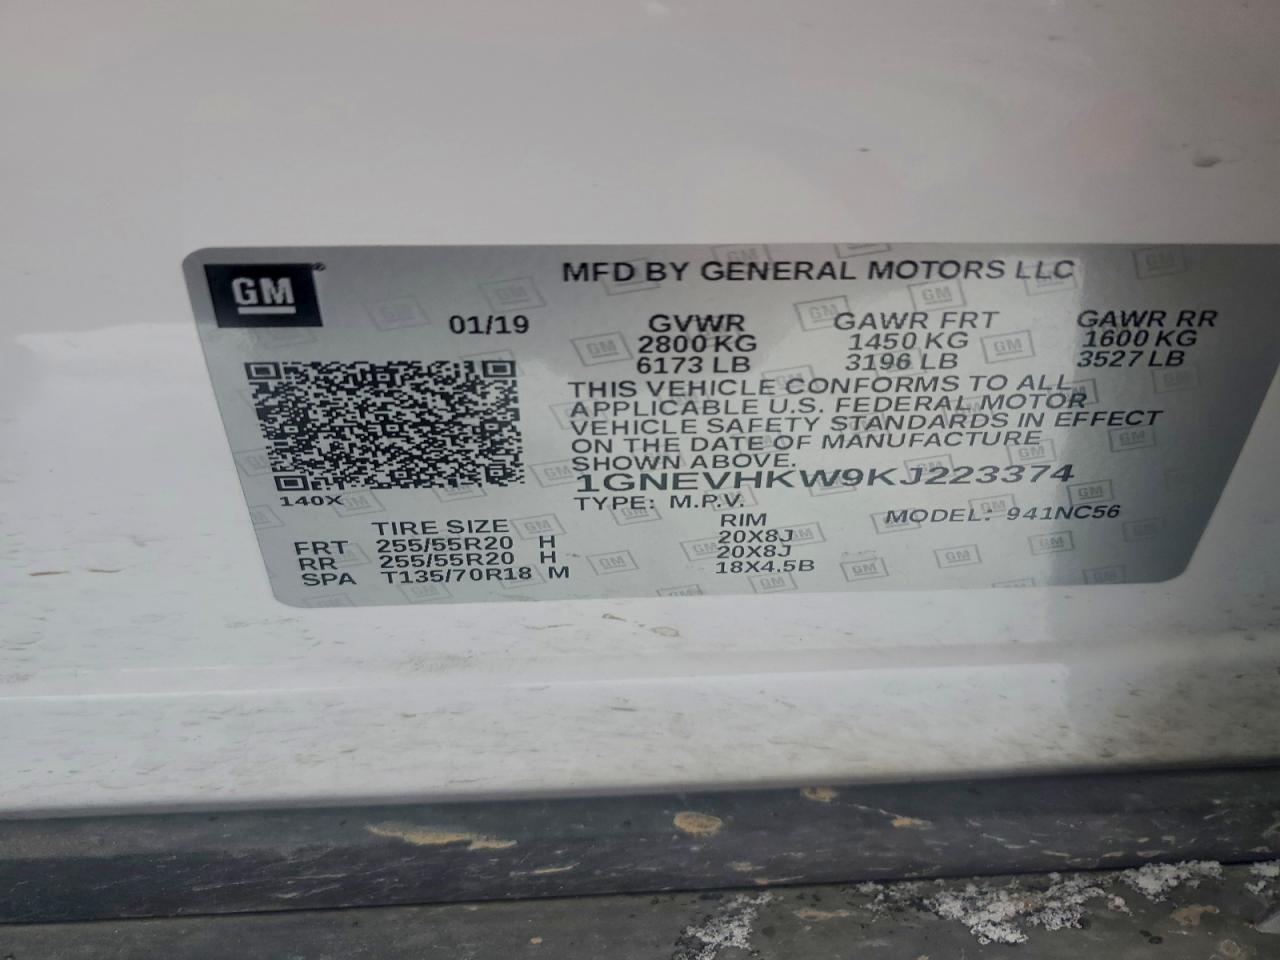 GM®
MFD BY GENERAL MOTORS LLC
01/19
GVWR GAWR FRT GAWR RR
2800 KG 1450 KG 1600 KG
6173 LB 3196 LB 3527 LB
THIS VEHICLE CONFORMS TO ALL
APPLICABLE U.S. FEDERAL MOTOR
VEHICLE SAFETY STANDARDS IN EFFECT
ON THE DATE OF MANUFACTURE
SHOWN ABOVE.
1GNEVHKW9KJ223374
140X
TYPE: M.P.V. MODEL: 941NC56
TIRE SIZE RIM
FRT 255/55R20 H 20X8J
RR 255/55R20 H 20X8J
SPA T135/70R18 M 18X4.5B